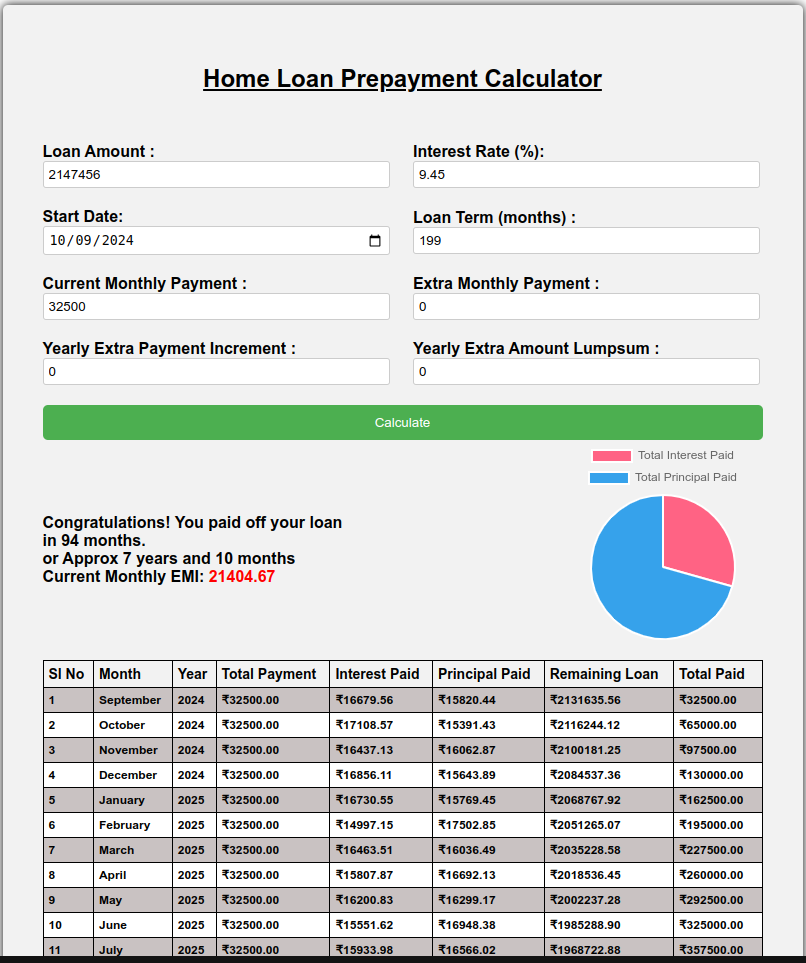 Home Loan Prepayment Calculator
Loan Amount : Interest Rate (%):
2147456 9.45
Start Date: Loan Term (months) :
10/09/2024 199
Current Monthly Payment : Extra Monthly Payment :
32500 0
Yearly Extra Payment Increment : Yearly Extra Amount Lumpsum :
0 0
Calculate
Total Interest Paid
Total Principal Paid
Congratulations! You paid off your loan
in 94 months.
or Approx 7 years and 10 months
Current Monthly EMI: 21404.67
Sl No Month Year Total Payment Interest Paid Principal Paid Remaining Loan Total Paid
1 September 2024 ₹32500.00 ₹16679.56 ₹15820.44 ₹2131635.56 ₹32500.00
2 October 2024 ₹32500.00 ₹17108.57 ₹15391.43 ₹2116244.12 ₹65000.00
3 November 2024 ₹32500.00 ₹16437.13 ₹16062.87 ₹2100181.25 ₹97500.00
4 December 2024 ₹32500.00 ₹16856.11 ₹15643.89 ₹2084537.36 ₹130000.00
5 January 2025 ₹32500.00 ₹16730.55 ₹15769.45 ₹2068767.92 ₹162500.00
6 February 2025 ₹32500.00 ₹14997.15 ₹17502.85 ₹2051265.07 ₹195000.00
7 March 2025 ₹32500.00 ₹16463.51 ₹16036.49 ₹2035228.58 ₹227500.00
8 April 2025 ₹32500.00 ₹15807.87 ₹16692.13 ₹2018536.45 ₹260000.00
9 May 2025 ₹32500.00 ₹16200.83 ₹16299.17 ₹2002237.28 ₹292500.00
10 June 2025 ₹32500.00 ₹15551.62 ₹16948.38 ₹1985288.90 ₹325000.00
11 July 2025 ₹32500.00 ₹15933.98 ₹16566.02 ₹1968722.88 ₹357500.00